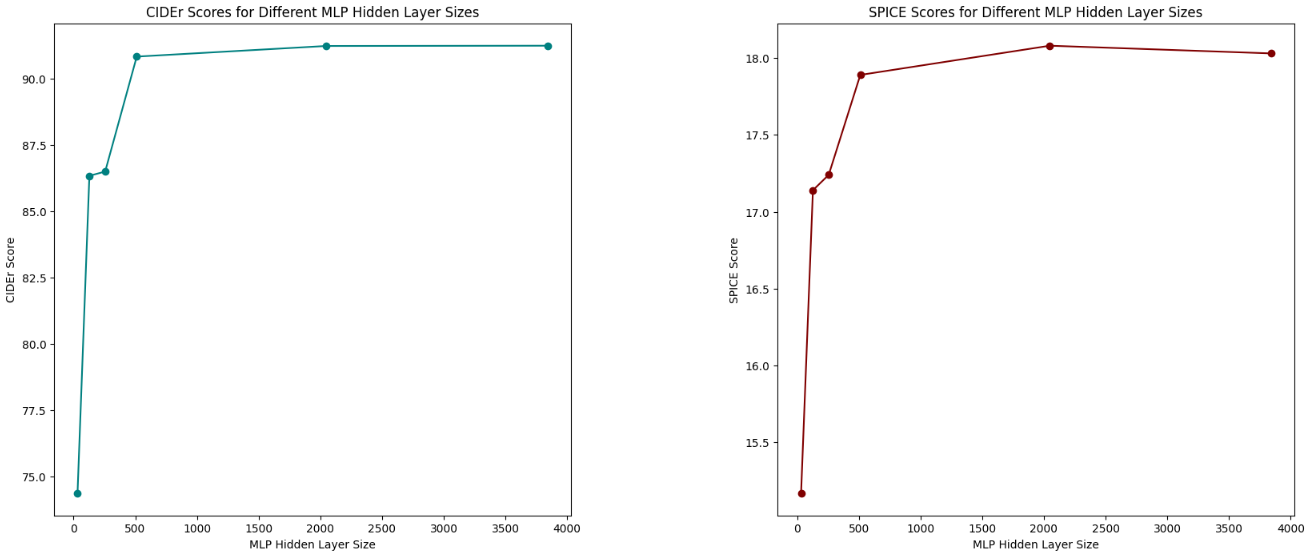 CIDEr Scores for Different MLP Hidden Layer Sizes
90.0
87.5
85.0
82.5
80.0
77.5
75.0
CIDEr Score
0 500 1000 1500 2000 2500 3000 3500 4000
MLP Hidden Layer Size
SPICE Scores for Different MLP Hidden Layer Sizes
18.0
17.5
17.0
16.5
16.0
15.5
SPICE Score
0 500 1000 1500 2000 2500 3000 3500 4000
MLP Hidden Layer Size